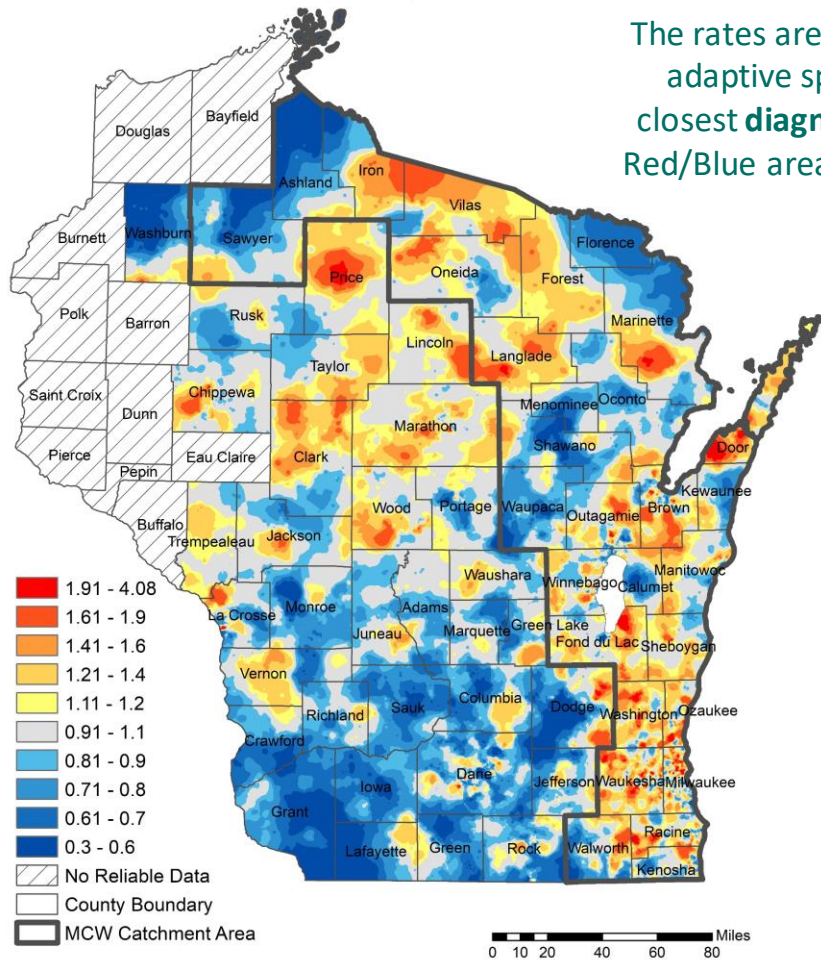 The rates are
adaptive sp
closest diagn
Red/Blue area
Bayfield
Douglas
Ashland
Iron
Vilas
Burnett
Washburn
Sawyer
Florence
Price
Oneida
Forest
Marinette
Polk
Barron
Rusk
Lincoln
Langlade
Taylor
Saint Croix
Dunn
Chippewa
Menominee
Oconto
Marathon
Shawano
Pierce
Pepin
Eau Claire
Clark
Door
Buffalo
Trempealeau
Jackson
Wood
Portage
Waupaca
Outagamie
Brown
Kewaunee
Waushara
Winnebago
Calumet
Manitowoc
La Crosse
Monroe
Juneau
Adams
Marquette
Green Lake
Fond du Lac
Sheboygan
Vernon
Richland
Sauk
Columbia
Dodge
Washington
Ozaukee
Crawford
Dane
Jefferson
Waukesha
Milwaukee
Grant
Iowa
Lafayette
Green
Rock
Walworth
Racine
Kenosha
1.91 - 4.08
1.61 - 1.9
1.41 - 1.6
1.21 - 1.4
1.11 - 1.2
0.91 - 1.1
0.81 - 0.9
0.71 - 0.8
0.61 - 0.7
0.3 - 0.6
No Reliable Data
County Boundary
MCW Catchment Area
Miles
0 10 20 40 60 80